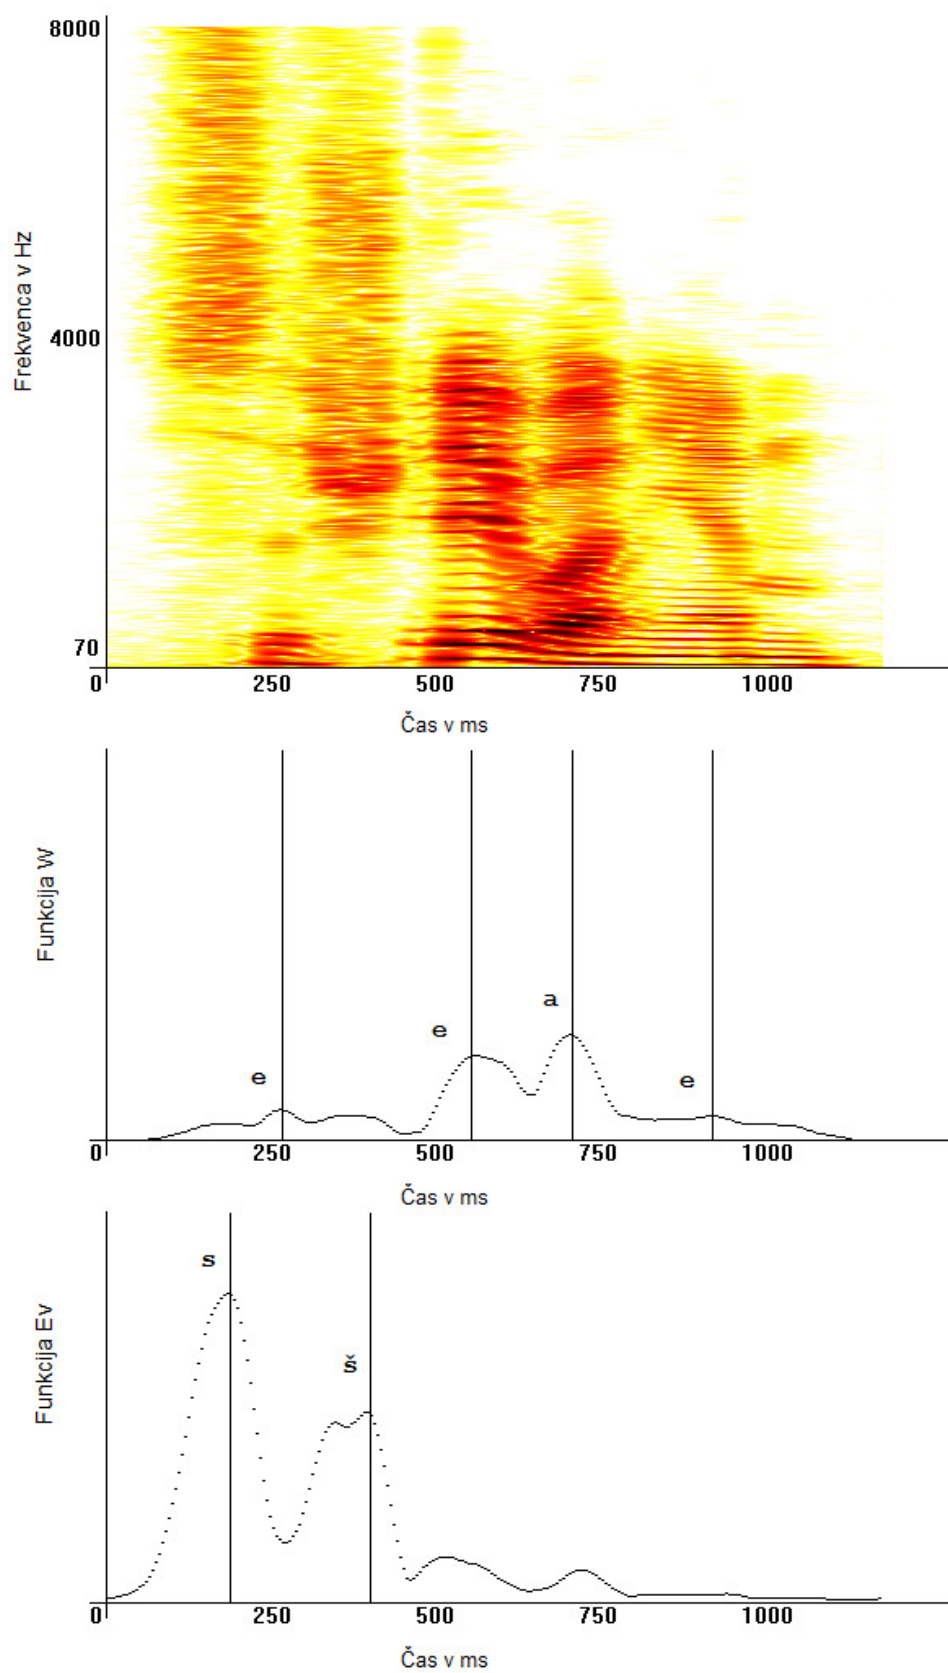 8000
Frekvenca v Hz
4000
70
0 250 500 750 1000
Čas v ms
Funkcija W
a
e
e
e
0 250 500 750 1000
Čas v ms
s
Funkcija Ev
š
0 250 500 750 1000
Čas v ms